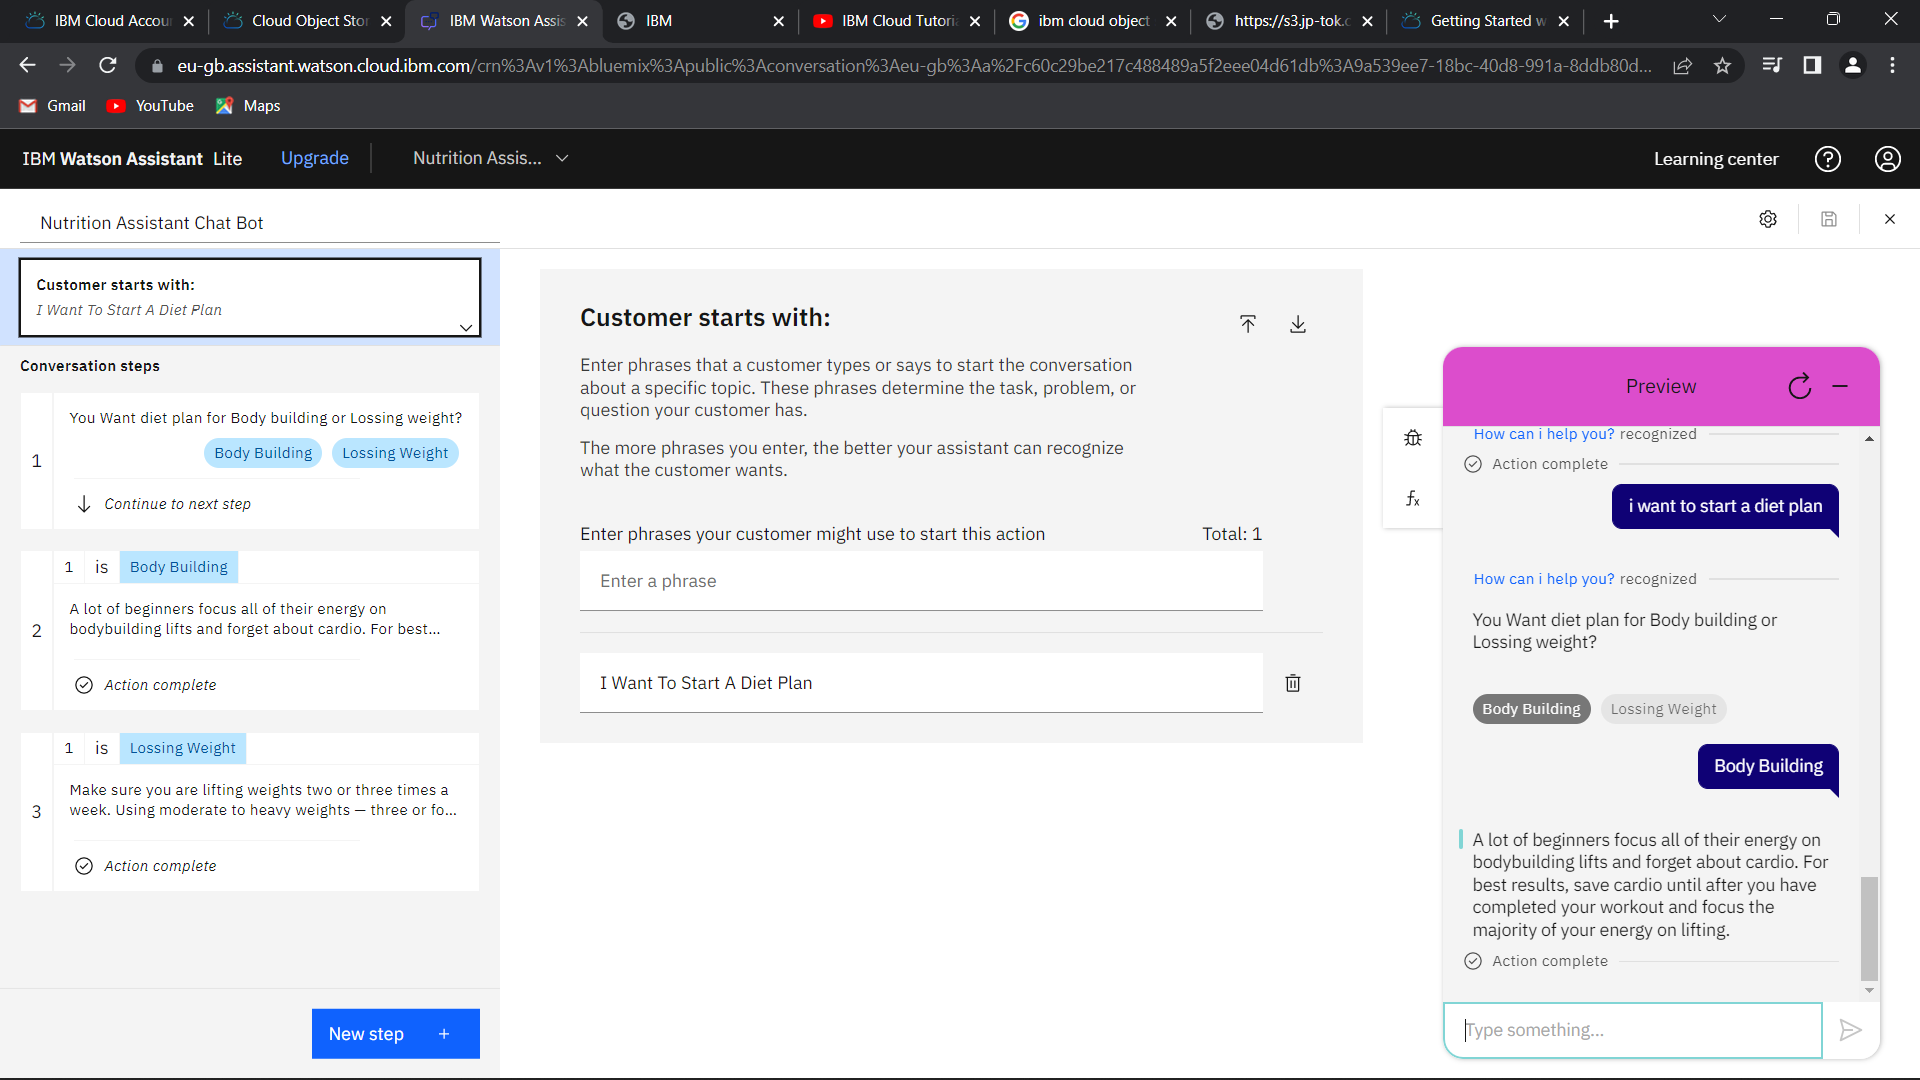 IBM Cloud Accou
Cloud Object Sto
IBM Watson Assis
IBM
IBM Cloud Tutori
ibm cloud object
https://s3.jp-tok.c
Getting Started w
eu-gb.assistant.watson.cloud.ibm.com/crn%3Av1%3Abluemix%3Apublic%3Aconversation%3Aeu-gb%3Aa%2Fc60c29be217c488489a5f2eee04d61db%3A9a539ee7-18bc-40d8-991a-8ddb80d...
Gmail
YouTube
Maps
IBM Watson Assistant Lite
Upgrade
Nutrition Assis...
Learning center
Nutrition Assistant Chat Bot
Customer starts with:
I Want To Start A Diet Plan
Conversation steps
1
You Want diet plan for Body building or Lossing weight?
Body Building
Lossing Weight
Continue to next step
2
1 is Body Building
A lot of beginners focus all of their energy on
bodybuilding lifts and forget about cardio. For best...
Action complete
3
1 is Lossing Weight
Make sure you are lifting weights two or three times a
week. Using moderate to heavy weights — three or fo...
Action complete
New step +
Customer starts with:
Enter phrases that a customer types or says to start the conversation
about a specific topic. These phrases determine the task, problem, or
question your customer has.
The more phrases you enter, the better your assistant can recognize
what the customer wants.
Enter phrases your customer might use to start this action
Total: 1
Enter a phrase
I Want To Start A Diet Plan
fx
Preview
How can i help you? recognized
Action complete
i want to start a diet plan
How can i help you? recognized
You Want diet plan for Body building or
Lossing weight?
Body Building
Lossing Weight
Body Building
A lot of beginners focus all of their energy on
bodybuilding lifts and forget about cardio. For
best results, save cardio until after you have
completed your workout and focus the
majority of your energy on lifting.
Action complete
Type something...